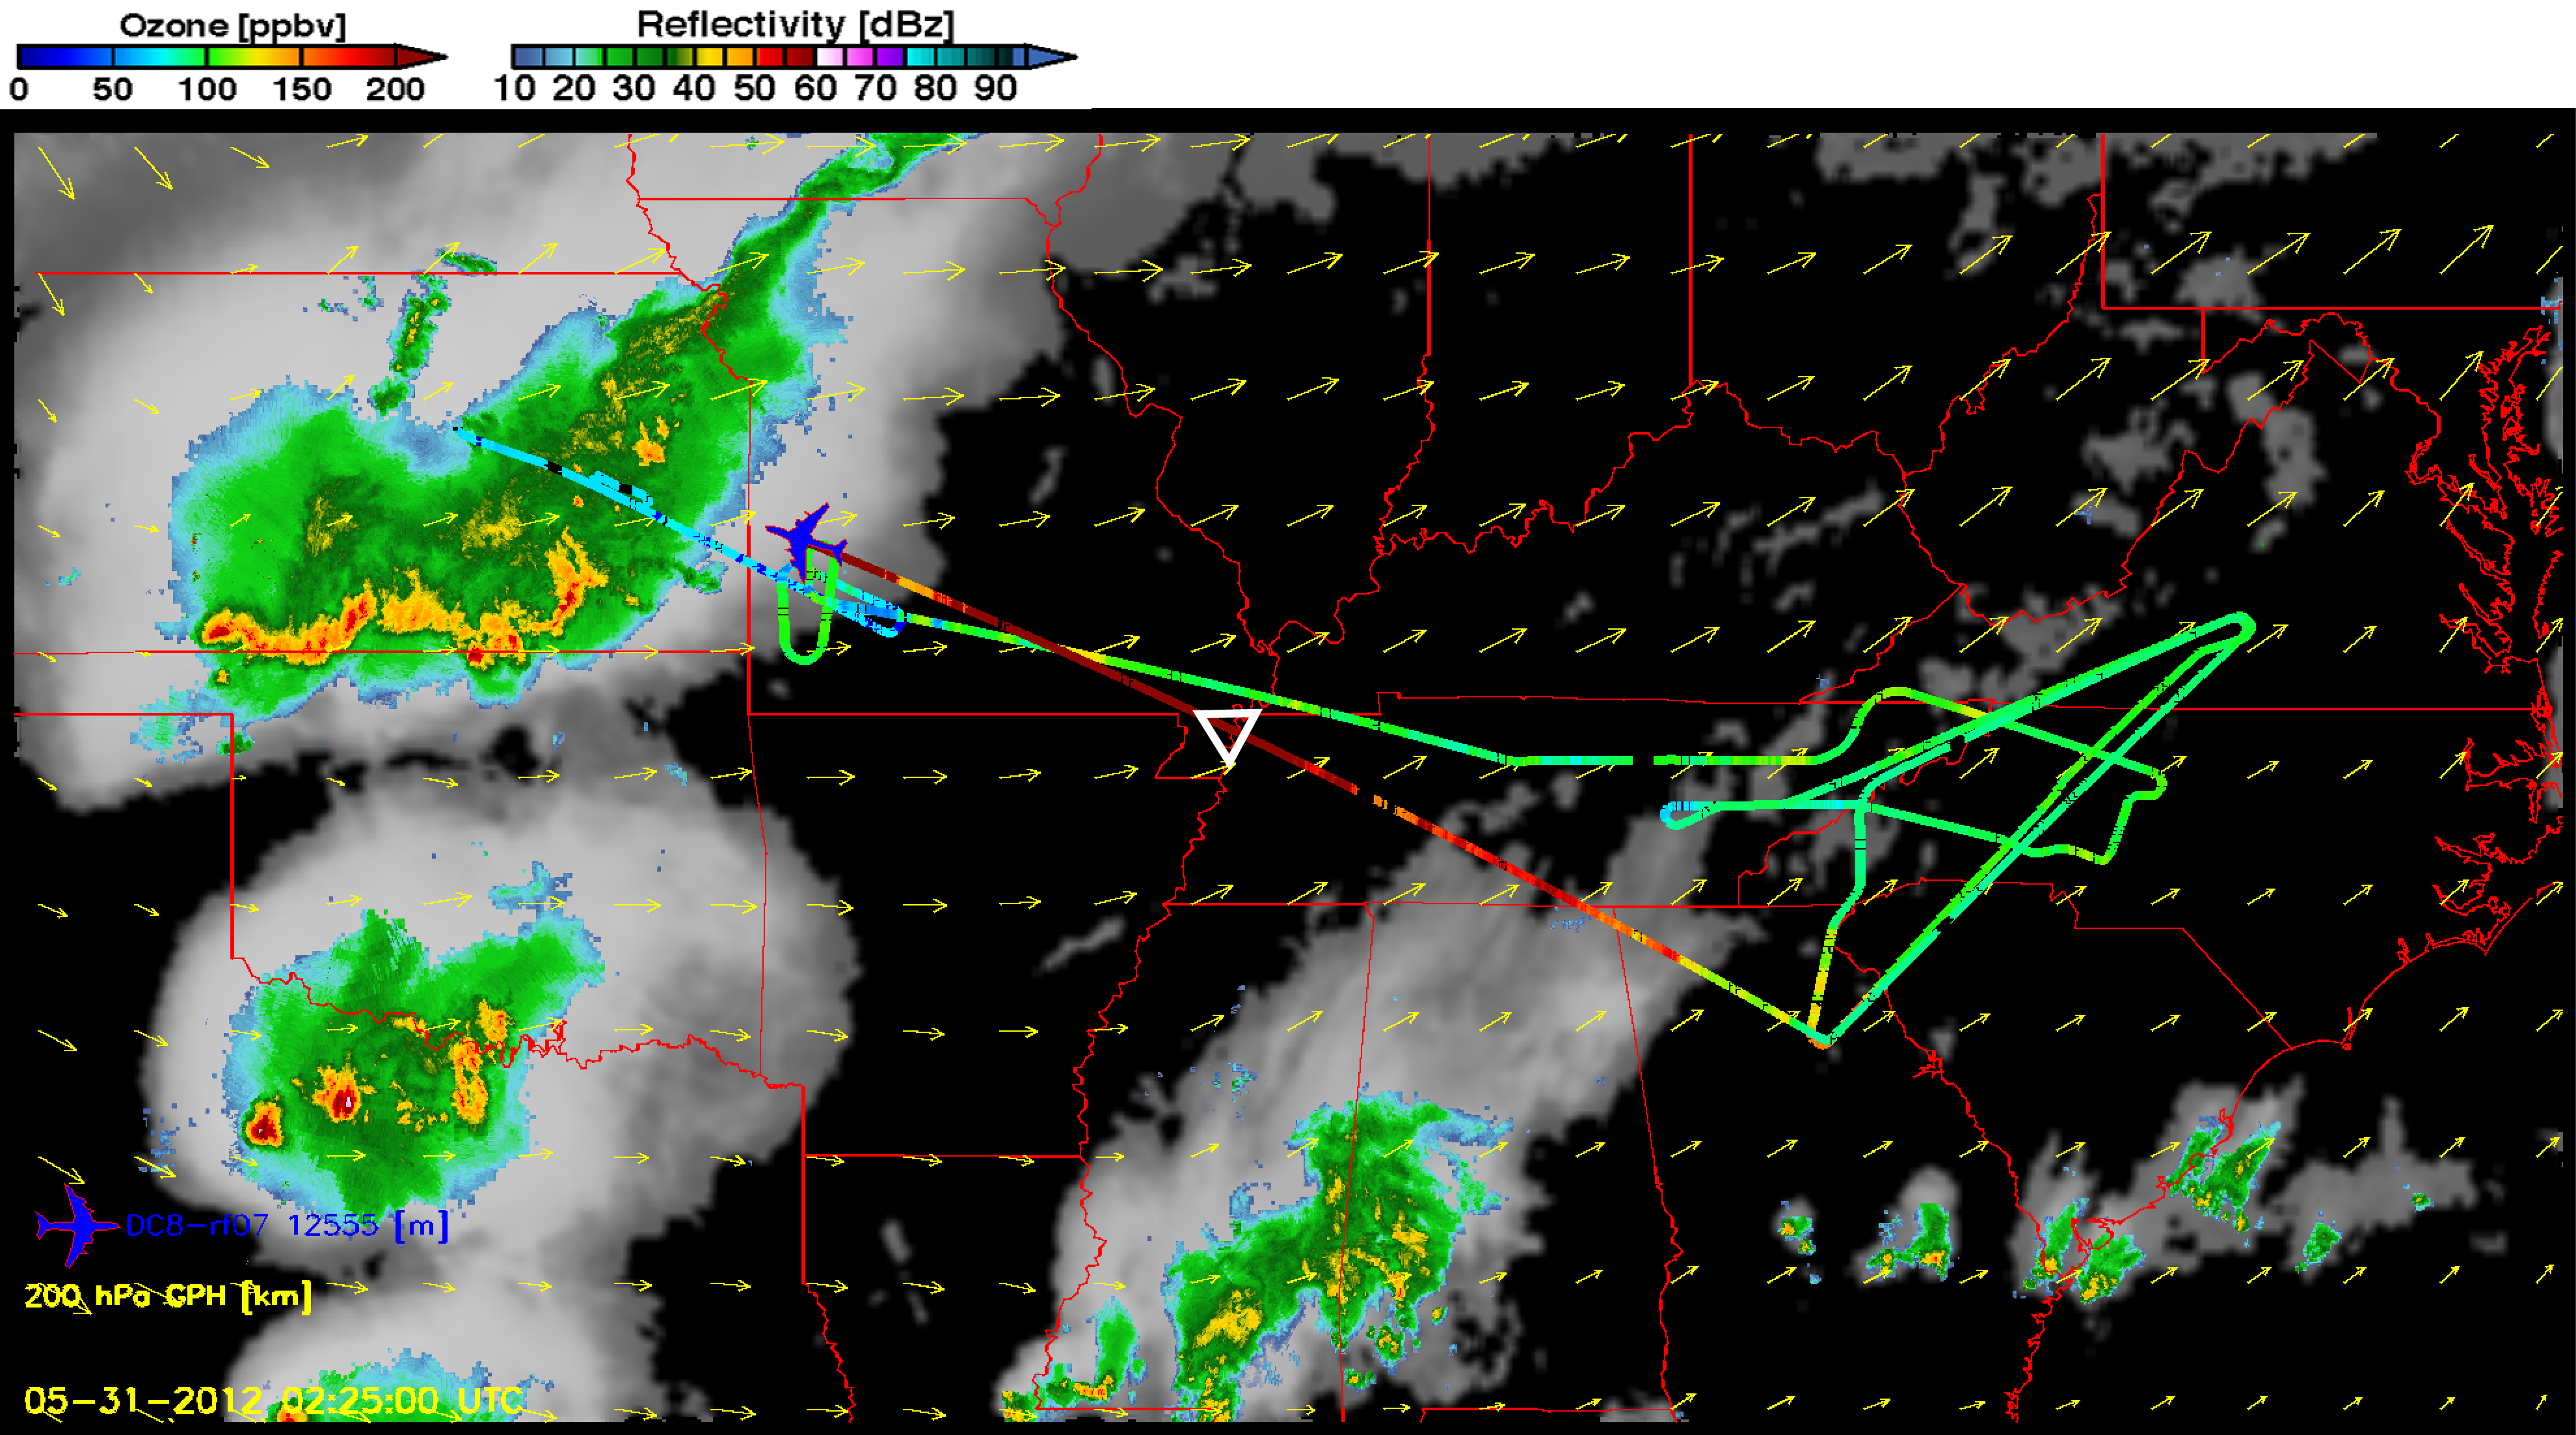 Ozone [ppbv]
0 50 100 150 200
Reflectivity [dBz]
10 20 30 40 50 60 70 80 90
DC8-rf07 12555 [m]
200 hPa GPH [km]
05-31-2012 02:25:00 UTC